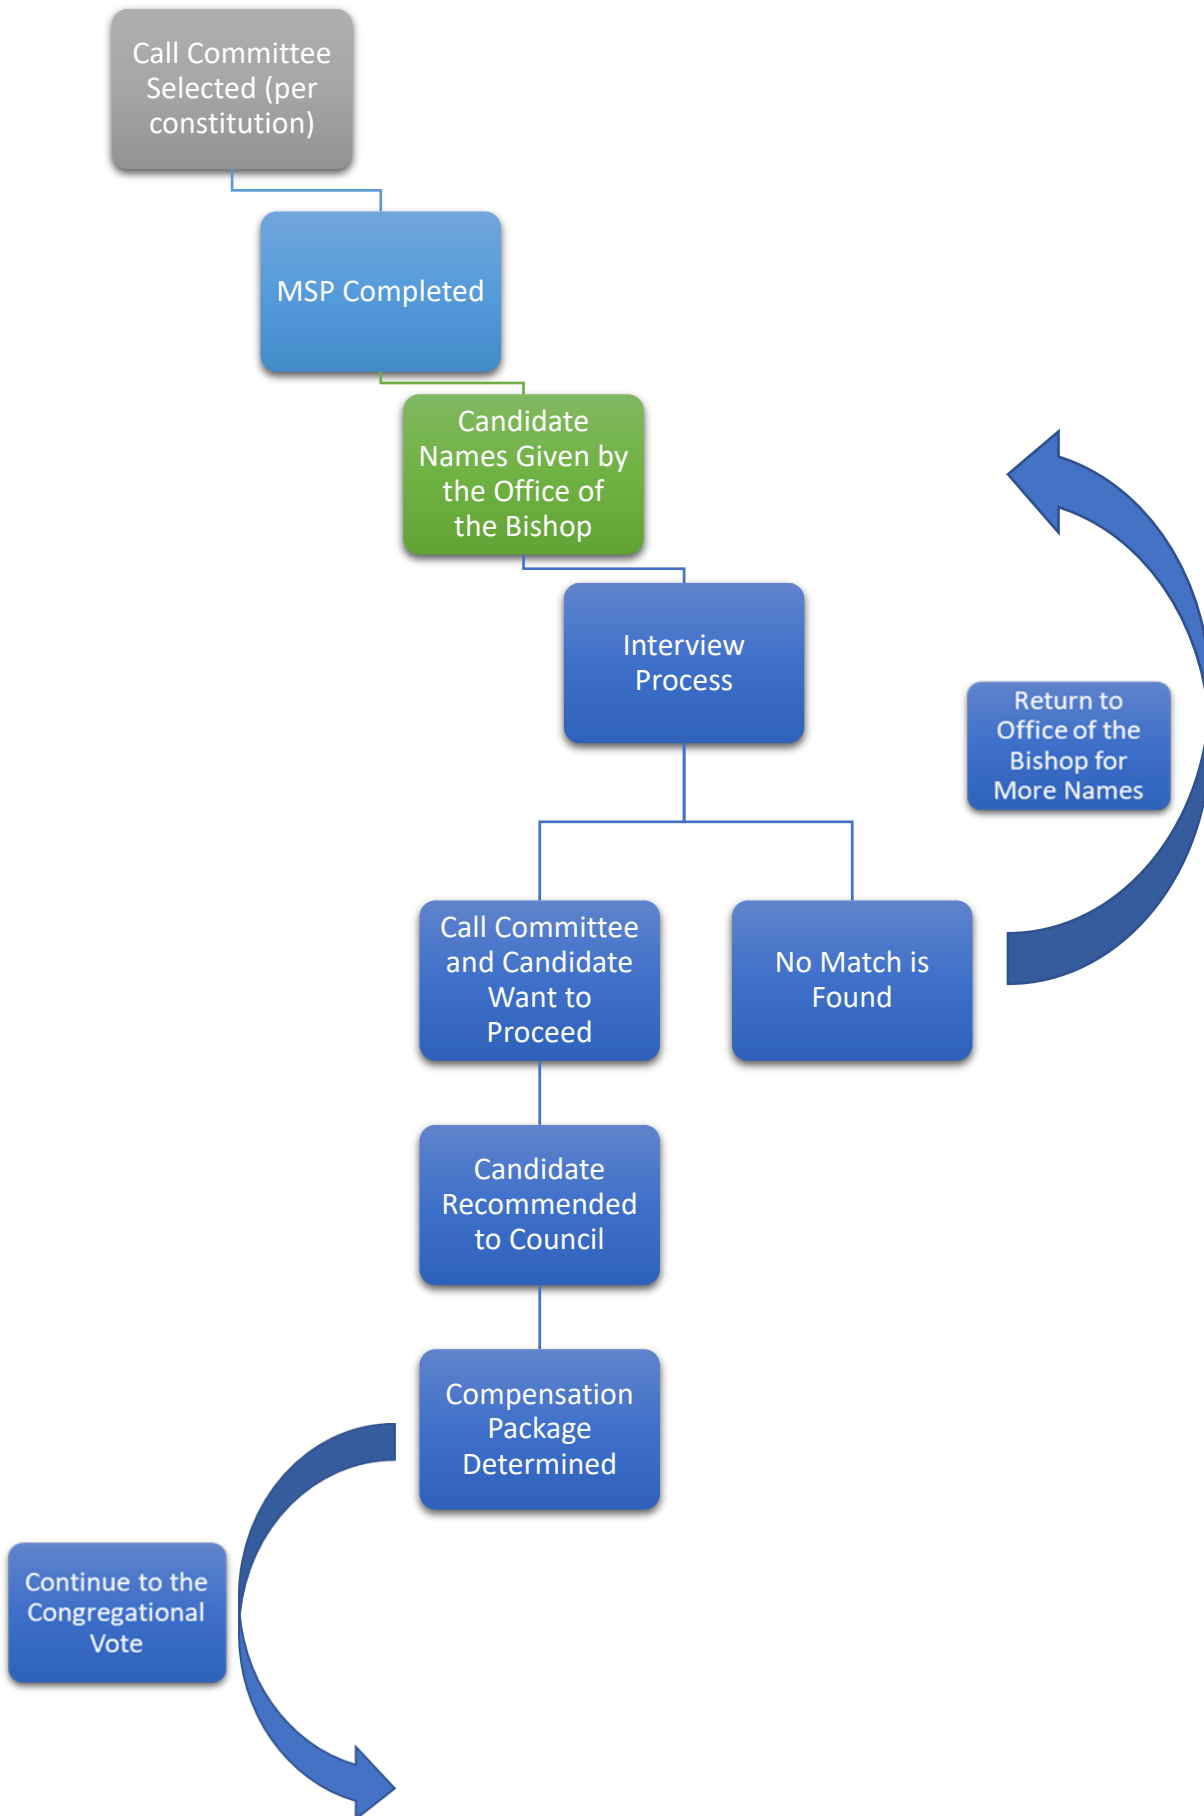 Call Committee
Selected (per
constitution)
MSP Completed
Candidate
Names Given by
the Office of
the Bishop
Interview
Process
Return to
Office of the
Bishop for
More Names
Call Committee
and Candidate
Want to
Proceed
No Match is
Found
Candidate
Recommended
to Council
Compensation
Package
Determined
Continue to the
Congregational
Vote